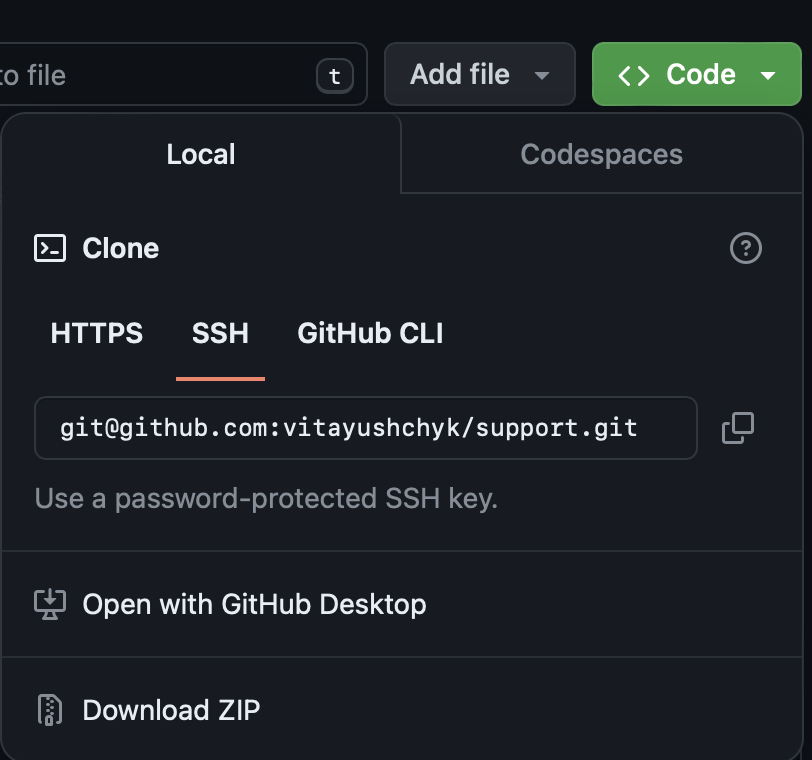 to file t Add file <> Code
Local Codespaces
Clone
HTTPS SSH GitHub CLI
git@github.com:vitayushchyk/support.git
Use a password-protected SSH key.
Open with GitHub Desktop
Download ZIP